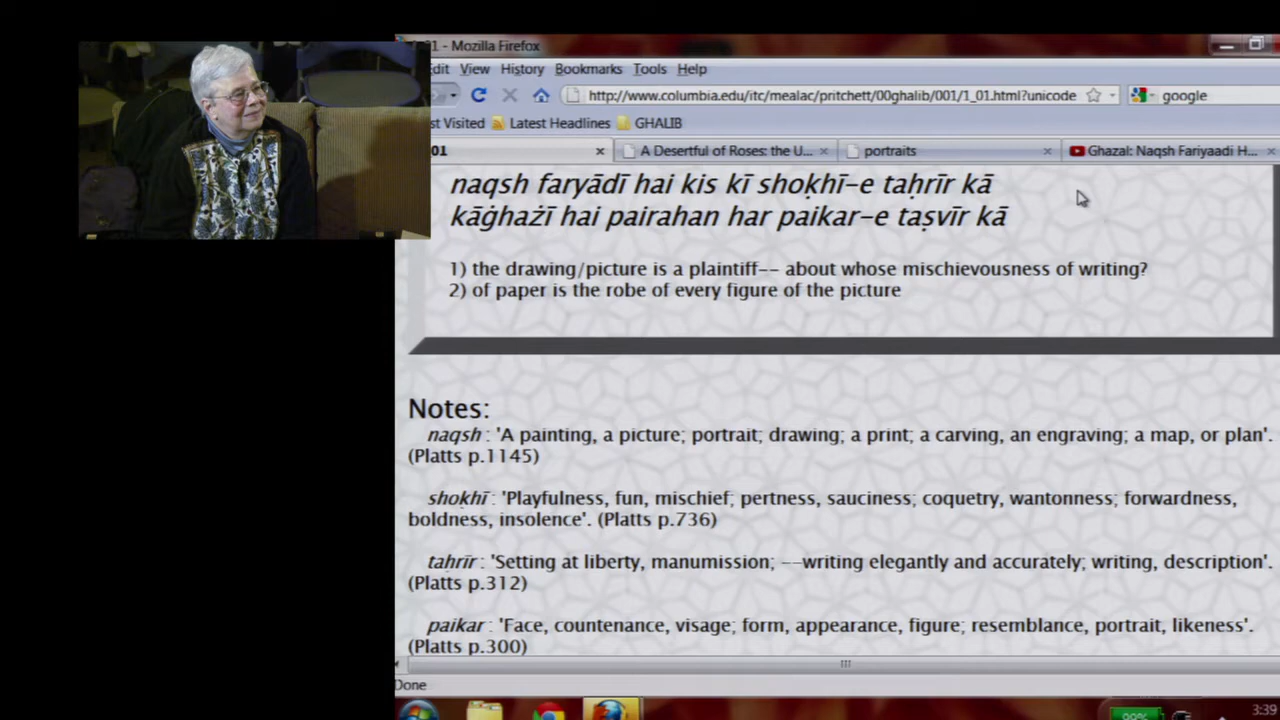 01 - Mozilla Firefox
dit View History Bookmarks Tools Help
http://www.columbia.edu/itc/mealac/pritchett/00ghalib/001/1_01.html?unicode google
st Visited Latest Headlines GHALIB
01 A Desertful of Roses: the U... portraits Ghazal: Naqsh Fariyaadi H...
naqsh faryādī hai kis kī shoḳhī-e taḥrīr kā
kāġhażī hai pairahan har paikar-e taṣvīr kā
1) the drawing/picture is a plaintiff-- about whose mischievousness of writing?
2) of paper is the robe of every figure of the picture
Notes:
naqsh : 'A painting, a picture; portrait; drawing; a print; a carving, an engraving; a map, or plan'.
(Platts p.1145)
shoḳhī : 'Playfulness, fun, mischief; pertness, sauciness; coquetry, wantonness; forwardness,
boldness, insolence'. (Platts p.736)
taḥrīr : 'Setting at liberty, manumission; --writing elegantly and accurately; writing, description'.
(Platts p.312)
paikar : 'Face, countenance, visage; form, appearance, figure; resemblance, portrait, likeness'.
(Platts p.300)
Done
99% 3:39